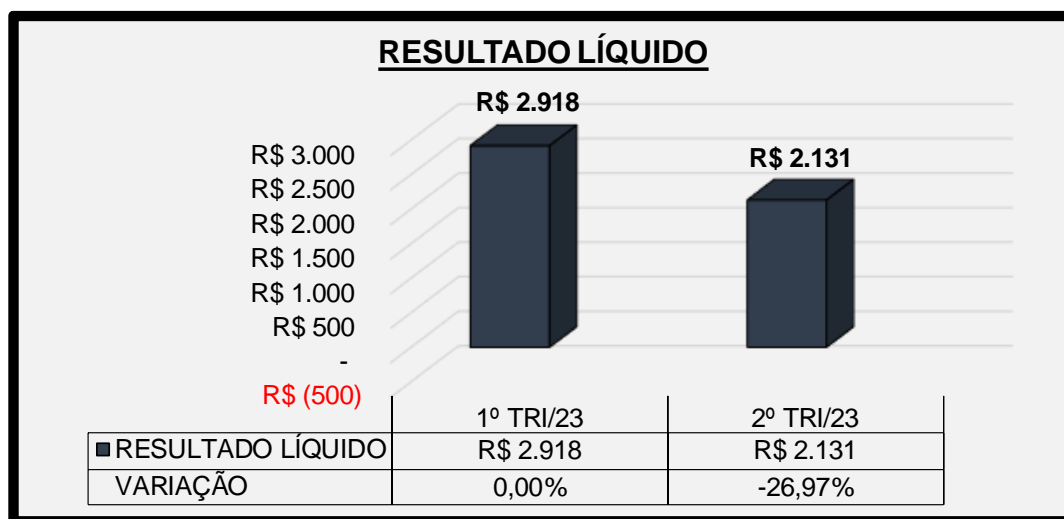 RESULTADO LÍQUIDO
R$ 2.918
R$ 2.131
R$ 3.000
R$ 2.500
R$ 2.000
R$ 1.500
R$ 1.000
R$ 500
-
R$ (500)
1º TRI/23 2º TRI/23
RESULTADO LÍQUIDO R$ 2.918 R$ 2.131
VARIAÇÃO 0,00% -26,97%